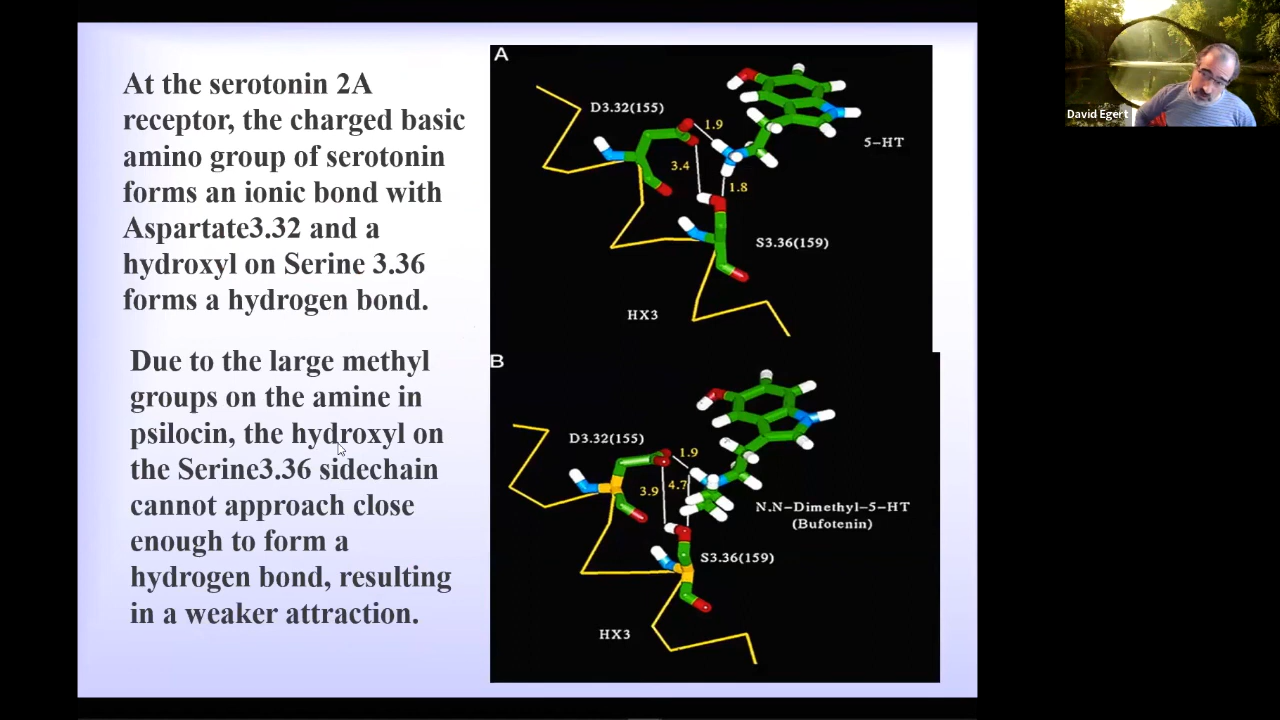 At the serotonin 2A
receptor, the charged basic
amino group of serotonin
forms an ionic bond with
Aspartate3.32 and a
hydroxyl on Serine 3.36
forms a hydrogen bond.
Due to the large methyl
groups on the amine in
psilocin, the hydroxyl on
the Serine3.36 sidechain
cannot approach close
enough to form a
hydrogen bond, resulting
in a weaker attraction.
A
D3.32(155)
1.9
5-HT
3.4
1.8
S3.36(159)
HX3
B
D3.32(155)
1.9
3.9
4.7
N.N-Dimethyl-5-HT
(Bufotenin)
S3.36(159)
HX3
David Egert